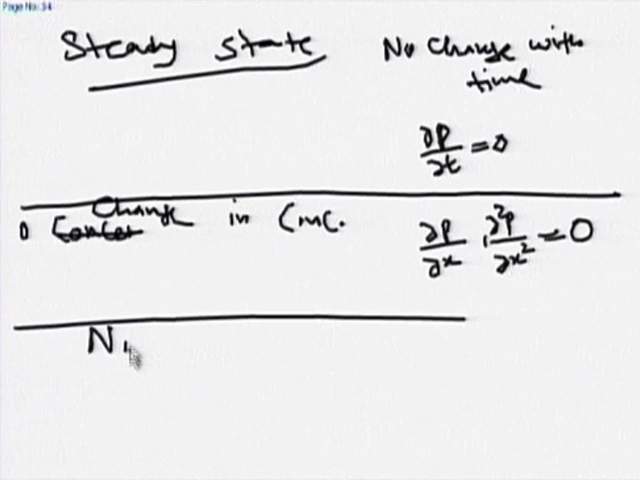 Page No: 34
Steady state No Change with
time
∂p/∂t = 0
Change
0 in Conc. ∂p/∂x , ∂²p/∂x² = 0
N